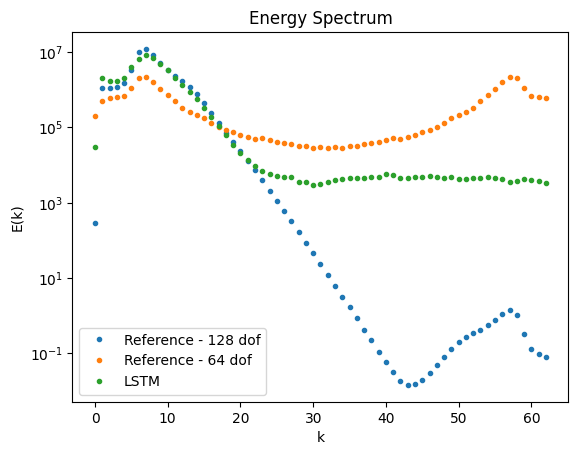 Energy Spectrum
E(k)
10⁷
10⁵
10³
10¹
10⁻¹
Reference - 128 dof
Reference - 64 dof
LSTM
0 10 20 30 40 50 60
k